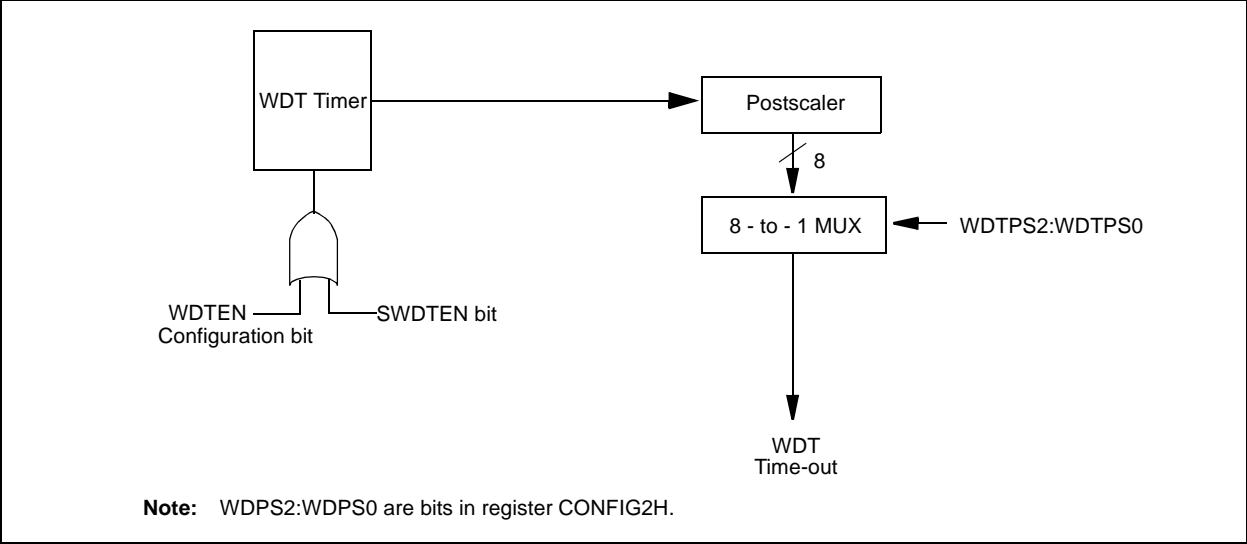 WDT Timer
Postscaler
8
8 - to - 1 MUX
WDTPS2:WDTPS0
WDTEN
Configuration bit
SWDTEN bit
WDT
Time-out
Note: WDPS2:WDPS0 are bits in register CONFIG2H.